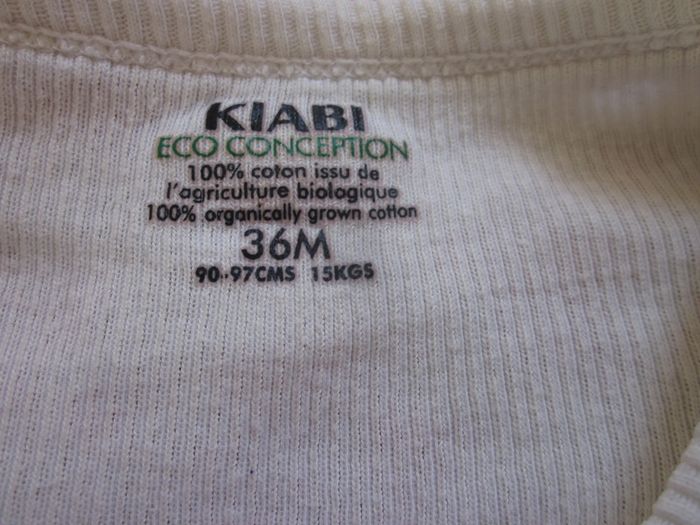 KIABI
ECO CONCEPTION
100% coton issu de
l'agriculture biologique
100% organically grown cotton
36M
90-97CMS 15KGS